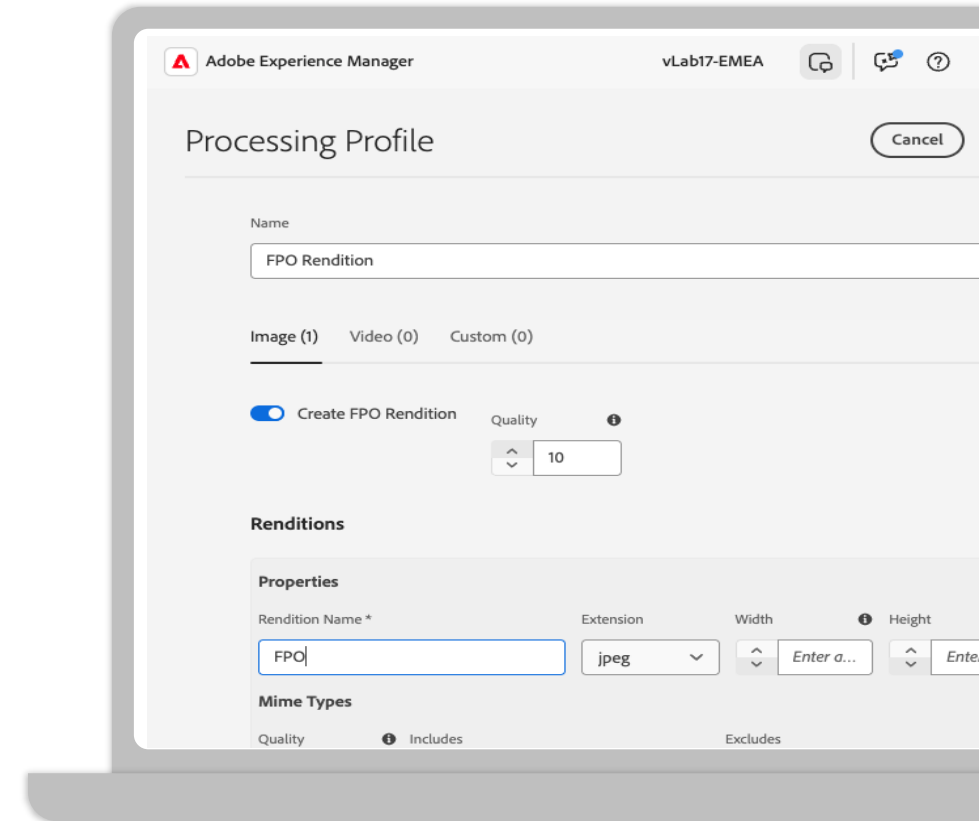 Adobe Experience Manager vLab17-EMEA
Processing Profile Cancel
Name
FPO Rendition
Image (1) Video (0) Custom (0)
Create FPO Rendition Quality
10
Renditions
Properties
Rendition Name * Extension Width Height
FPO jpeg Enter a...
Mime Types
Quality Includes Excludes